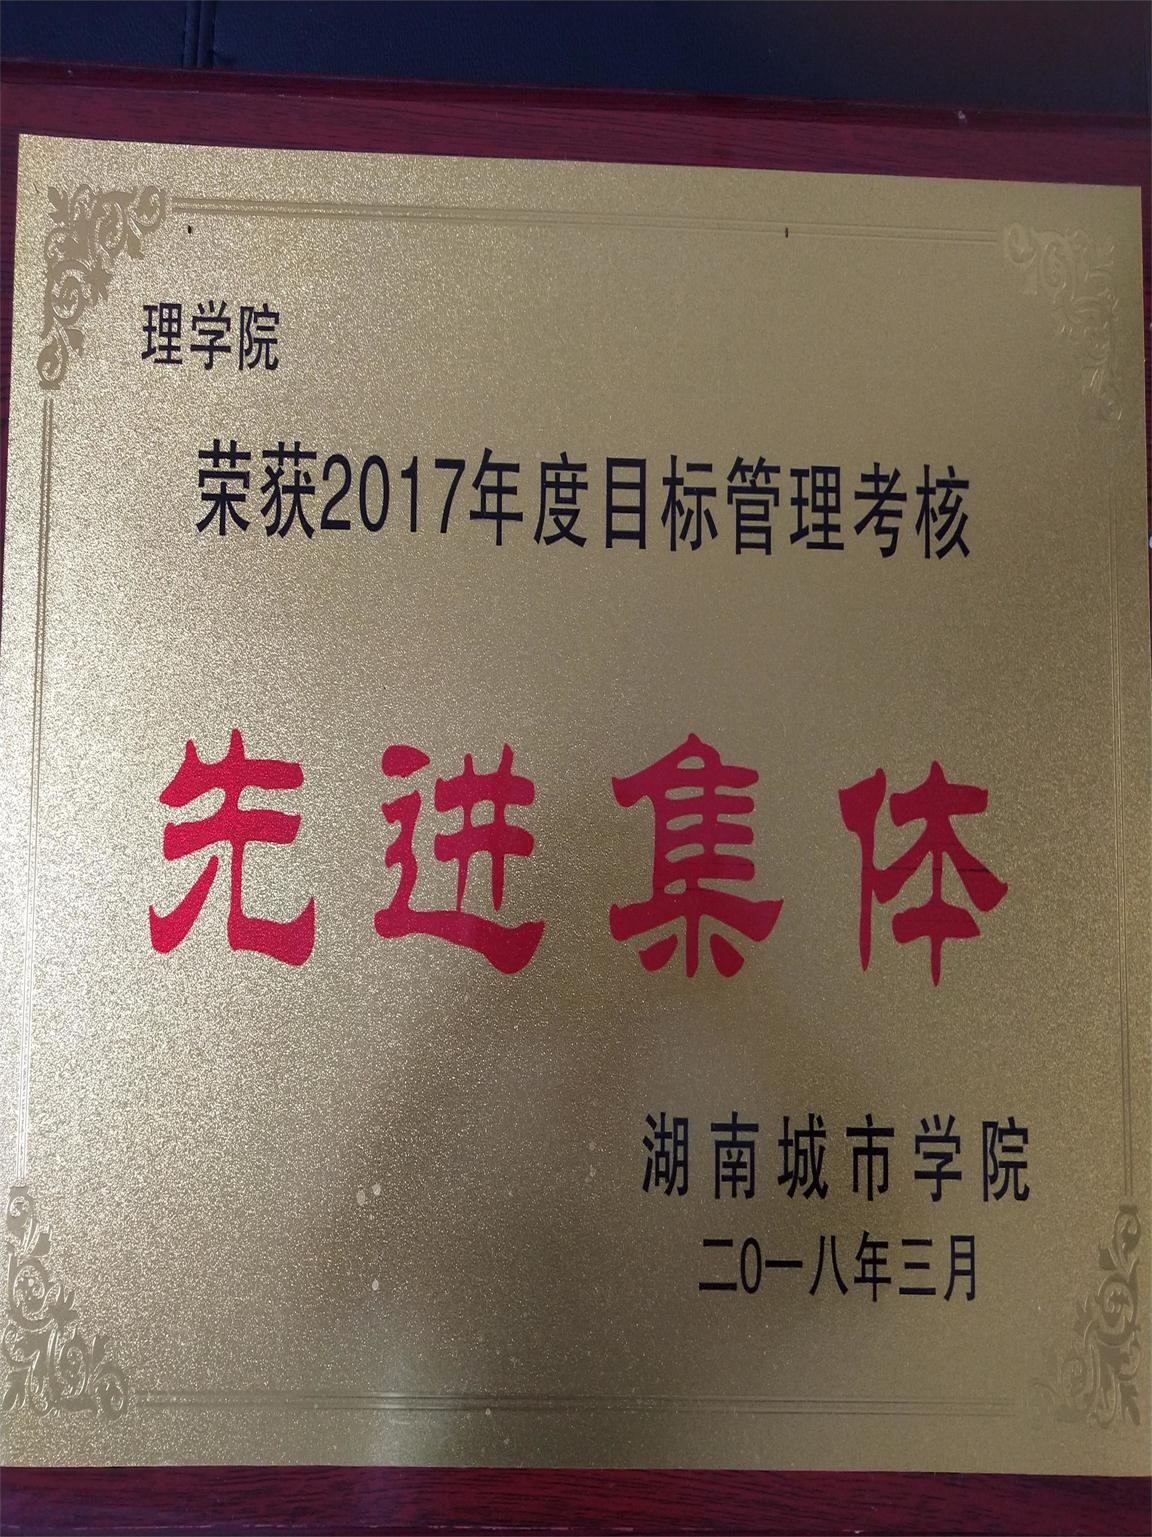 理学院
荣获2017年度目标管理考核
先进集体
湖南城市学院
二0一八年三月